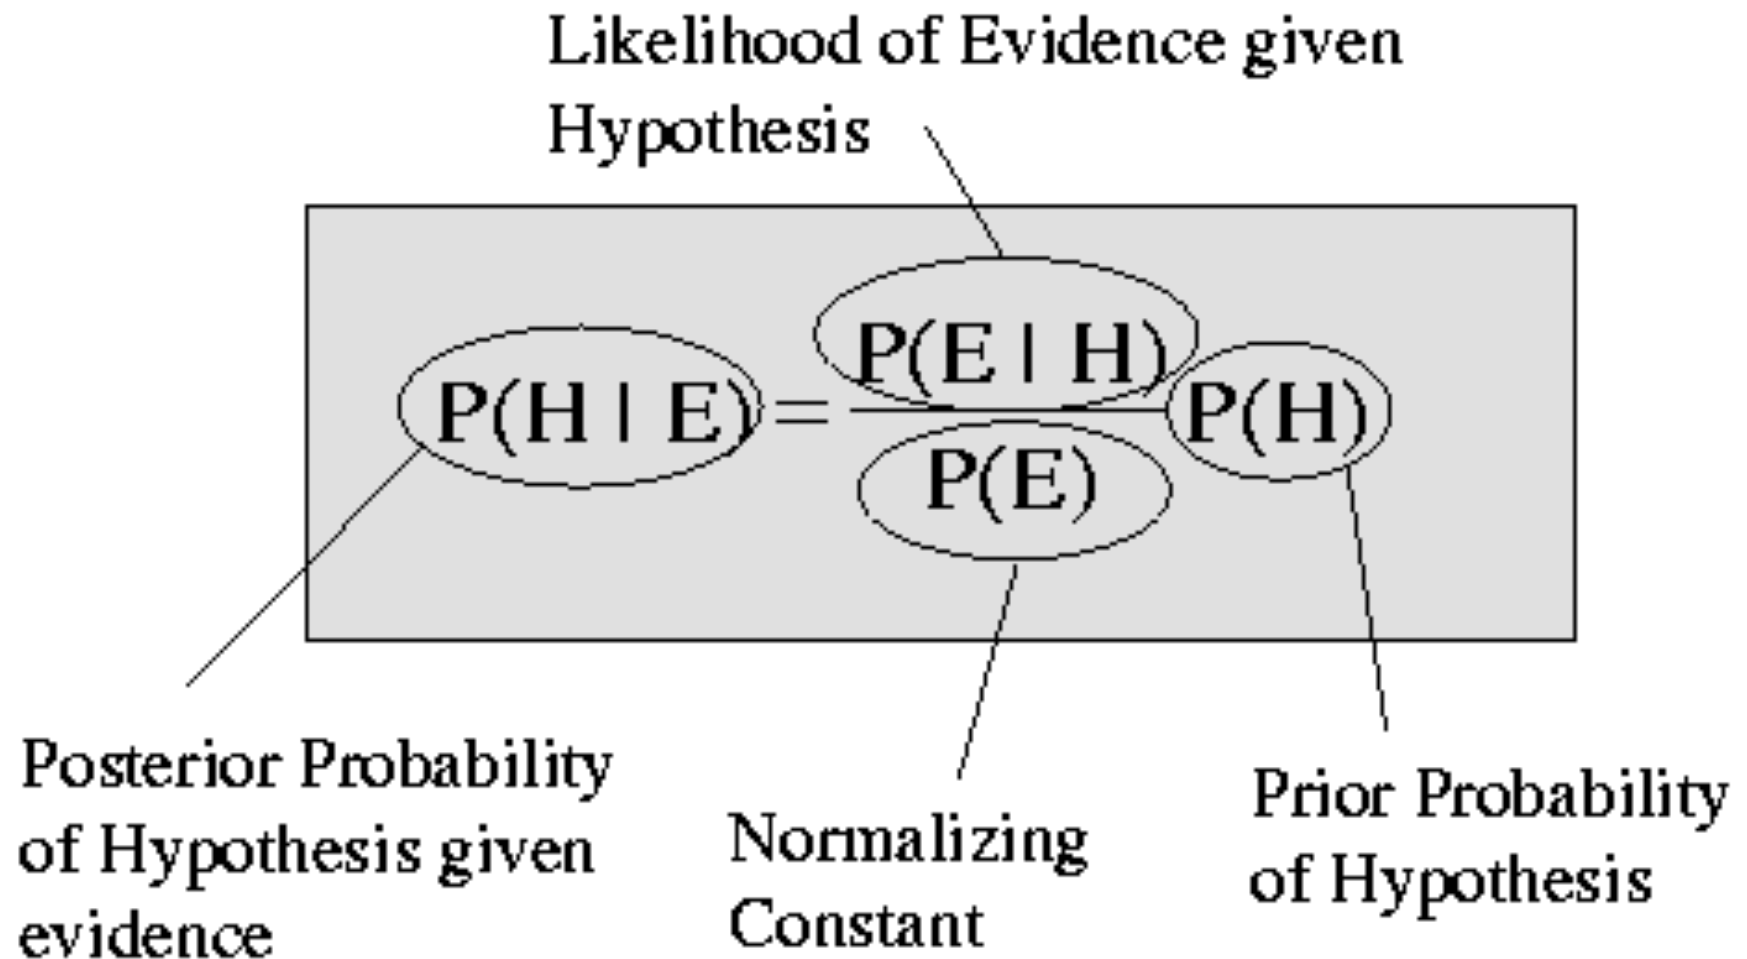 Likelihood of Evidence given
Hypothesis
P(E | H)
P(H | E) = P(H)
P(E)
Posterior Probability
of Hypothesis given
evidence
Normalizing
Constant
Prior Probability
of Hypothesis